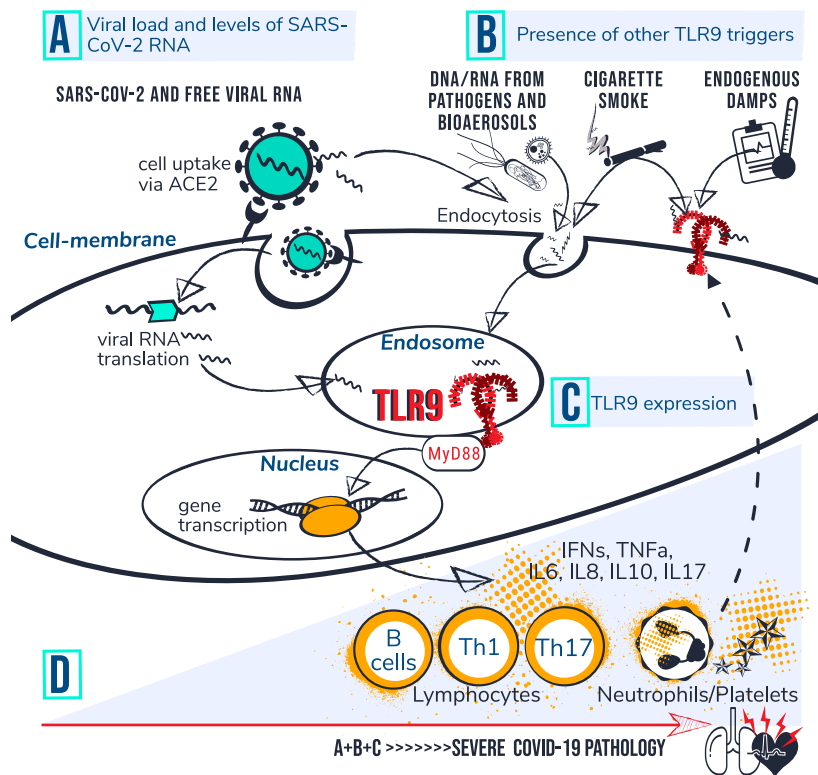 A
Viral load and levels of SARS-
CoV-2 RNA
B
Presence of other TLR9 triggers
SARS-COV-2 AND FREE VIRAL RNA
DNA/RNA FROM
PATHOGENS AND
BIOAEROSOLS
CIGARETTE
SMOKE
ENDOGENOUS
DAMPS
cell uptake
via ACE2
Endocytosis
Cell-membrane
viral RNA
translation
Endosome
TLR9
C
TLR9 expression
MyD88
Nucleus
gene
transcription
IFNs, TNFa,
IL6, IL8, IL10, IL17
B
cells
Th1
Th17
Lymphocytes
Neutrophils/Platelets
D
A+B+C >>>>>>>SEVERE COVID-19 PATHOLOGY